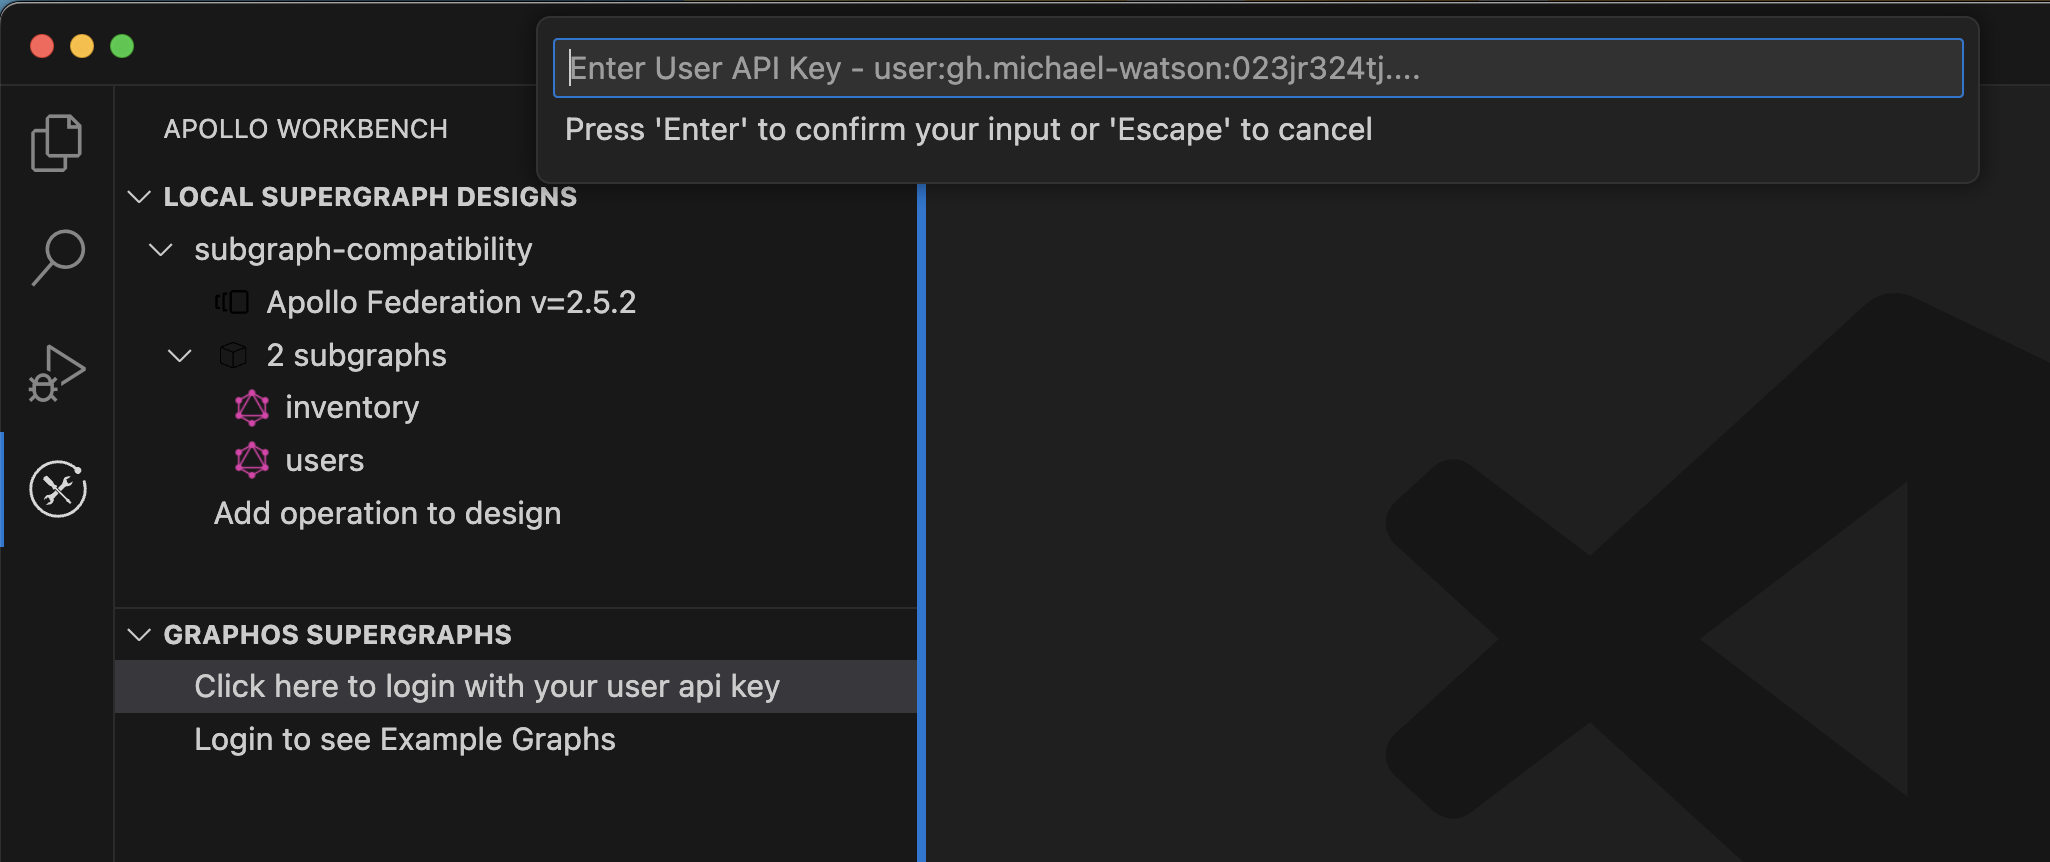 Enter User API Key - user:gh.michael-watson:023jr324tj....
Press 'Enter' to confirm your input or 'Escape' to cancel
APOLLO WORKBENCH
LOCAL SUPERGRAPH DESIGNS
subgraph-compatibility
Apollo Federation v=2.5.2
2 subgraphs
inventory
users
Add operation to design
GRAPHOS SUPERGRAPHS
Click here to login with your user api key
Login to see Example Graphs